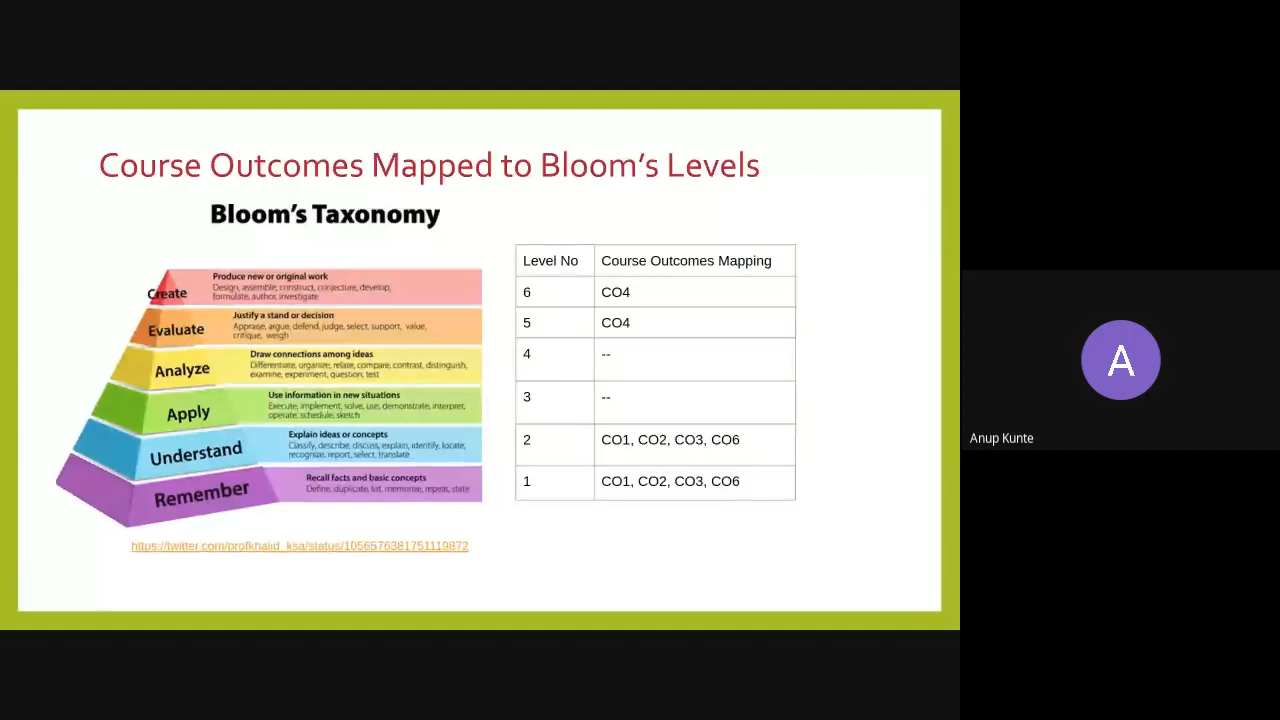 Course Outcomes Mapped to Bloom's Levels
Bloom's Taxonomy
Create
Produce new or original work
Design, assemble, construct, conjecture, develop,
formulate, author, investigate
Evaluate
Justify a stand or decision
Appraise, argue, defend, judge, select, support, value,
critique, weigh
Analyze
Draw connections among ideas
Differentiate, organize, relate, compare, contrast, distinguish,
examine, experiment, question, test
Apply
Use information in new situations
Execute, implement, solve, use, demonstrate, interpret,
operate, schedule, sketch
Understand
Explain ideas or concepts
Classify, describe, discuss, explain, identify, locate,
recognize, report, select, translate
Remember
Recall facts and basic concepts
Define, duplicate, list, memorize, repeat, state
https://twitter.com/profkhalid_ksa/status/1056576381751119872
Level No Course Outcomes Mapping
6 CO4
5 CO4
4 --
3 --
2 CO1, CO2, CO3, CO6
1 CO1, CO2, CO3, CO6
A
Anup Kunte